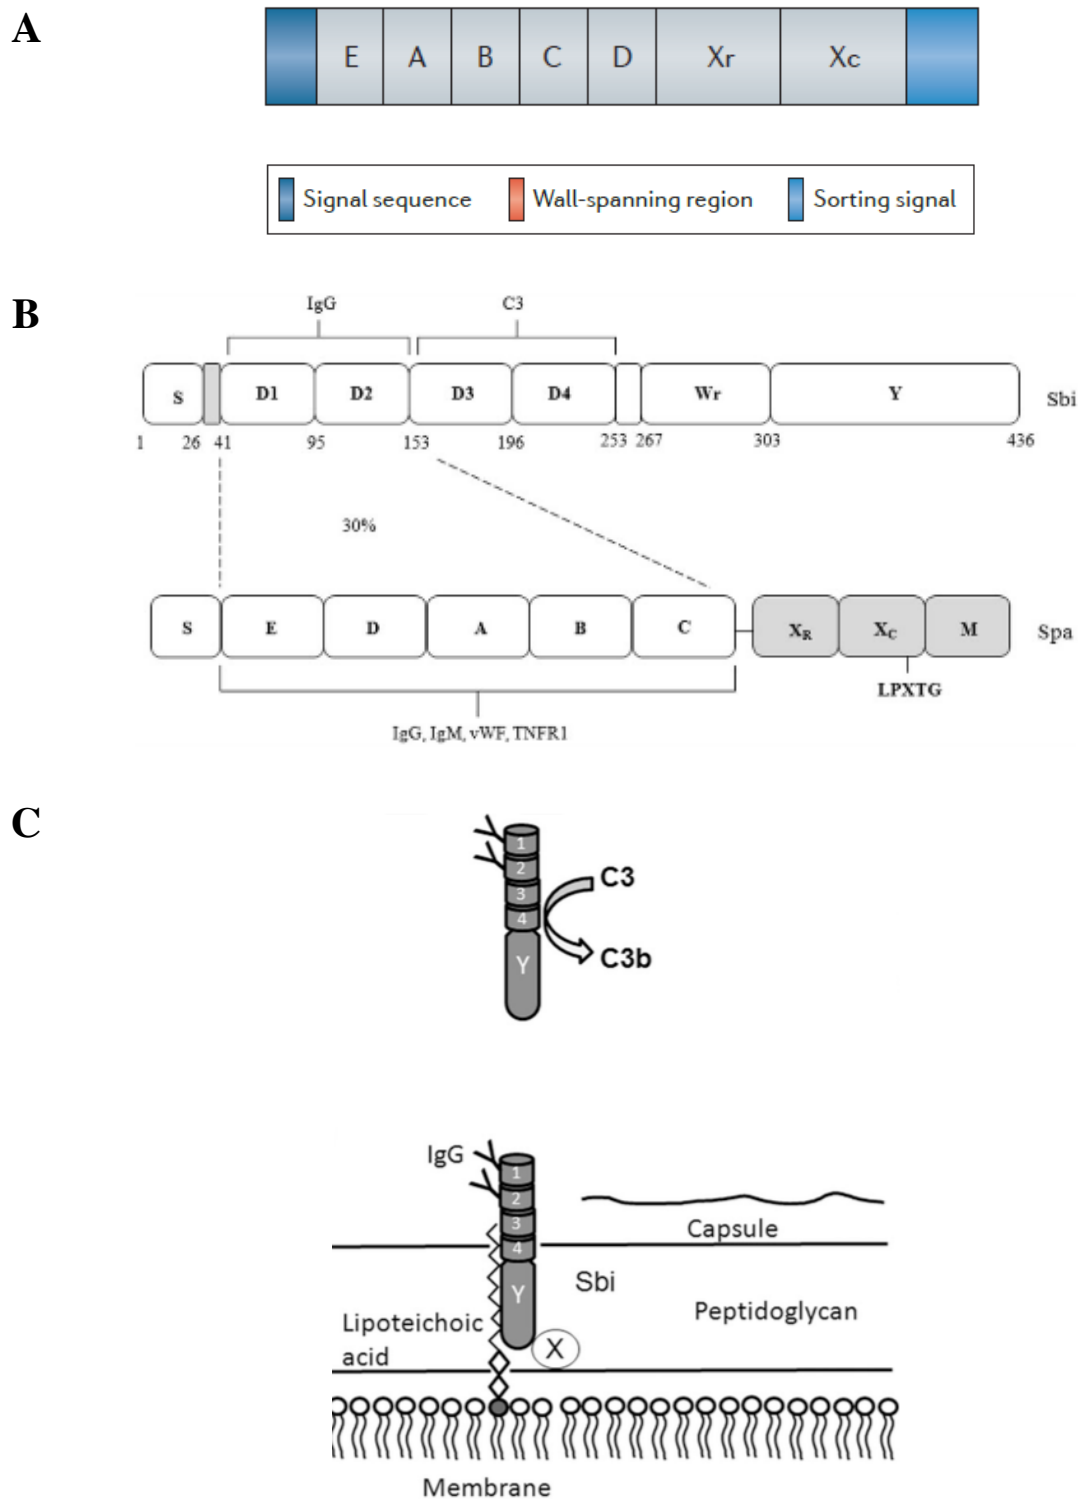 A
E A B C D Xr Xc
Signal sequence Wall-spanning region Sorting signal
B
IgG C3
S D1 D2 D3 D4 Wr Y Sbi
1 26 41 95 153 196 253 267 303 436
30%
S E D A B C XR XC M Spa
LPXTG
IgG, IgM, vWF, TNFR1
C
1
2
C3
3
4
Y
C3b
IgG
1
2
3
Capsule
4
Sbi
Y
Peptidoglycan
Lipoteichoic
acid
X
Membrane